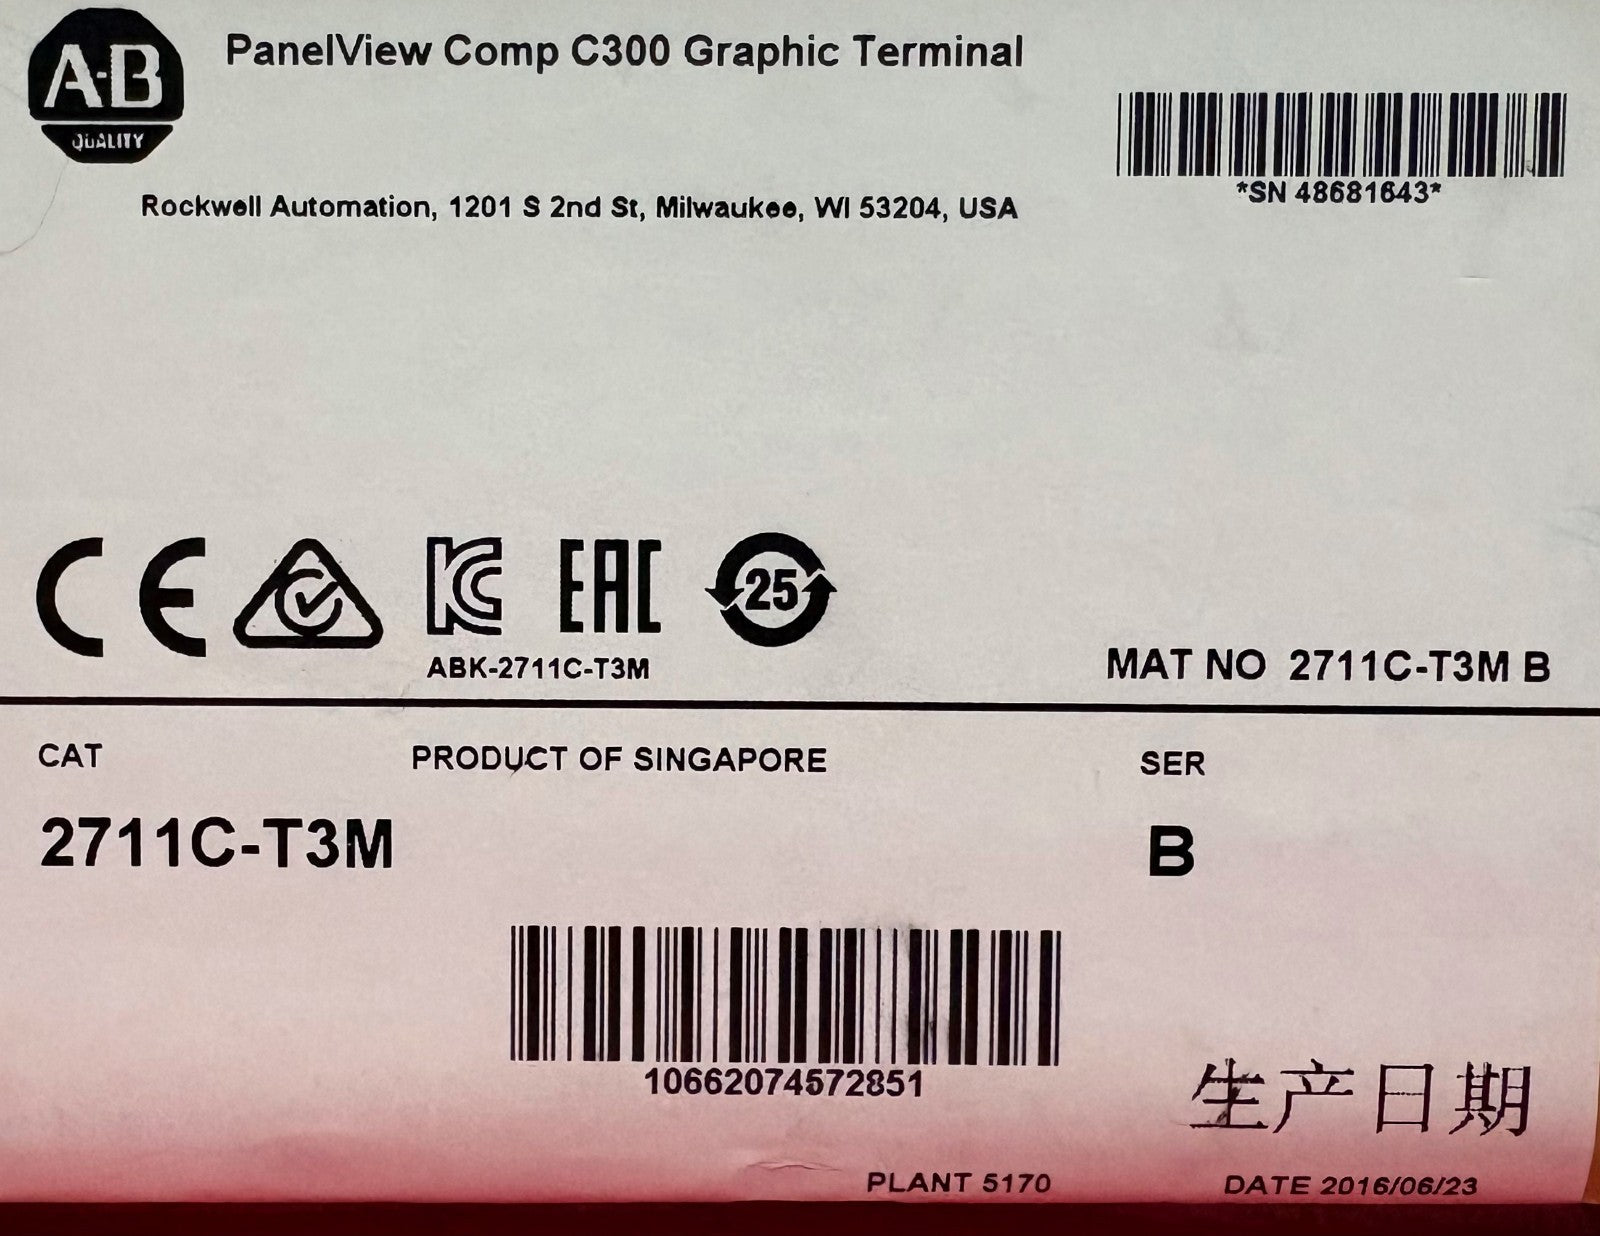 A-B
QUALITY
PanelView Comp C300 Graphic Terminal
*SN 48681643*
Rockwell Automation, 1201 S 2nd St, Milwaukee, WI 53204, USA
CE KC EAC 25
ABK-2711C-T3M
MAT NO 2711C-T3M B
CAT PRODUCT OF SINGAPORE SER
2711C-T3M B
10662074572851
生产日期
PLANT 5170 DATE 2016/06/23